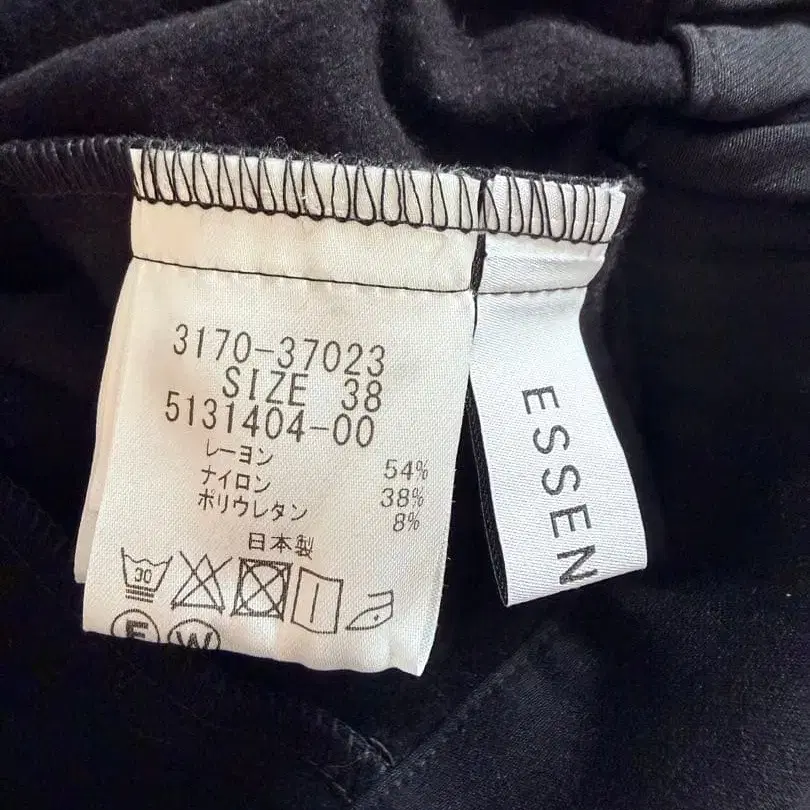 3170-37023
SIZE 38
5131404-00
レーヨン 54%
ナイロン 38%
ポリウレタン 8%
日本製
30
F W
ESSEN